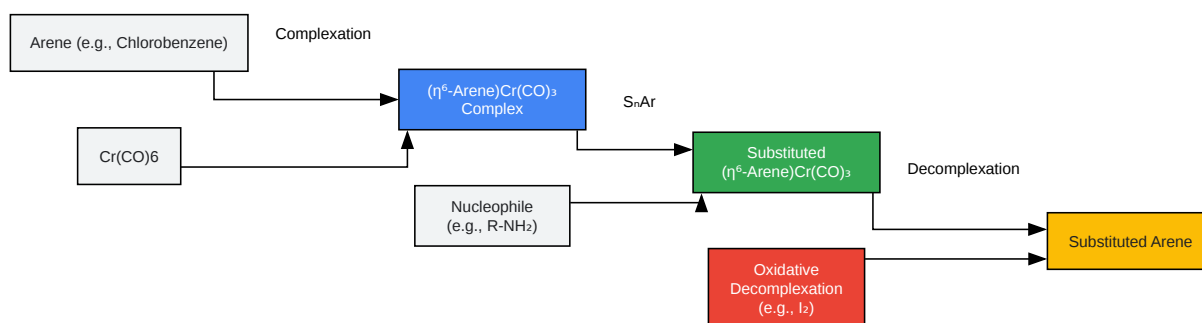 Arene (e.g., Chlorobenzene)
Complexation
(η⁶-Arene)Cr(CO)₃
Complex
SₙAr
Cr(CO)6
Substituted
(η⁶-Arene)Cr(CO)₃
Decomplexation
Nucleophile
(e.g., R-NH₂)
Substituted Arene
Oxidative
Decomplexation
(e.g., I₂)